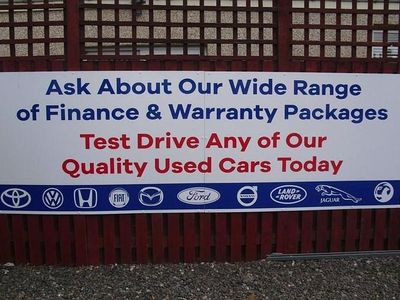 Ask About Our Wide Range
of Finance & Warranty Packages
Test Drive Any of Our
Quality Used Cars Today
FIAT Ford VOLVO LAND-ROVER JAGUAR